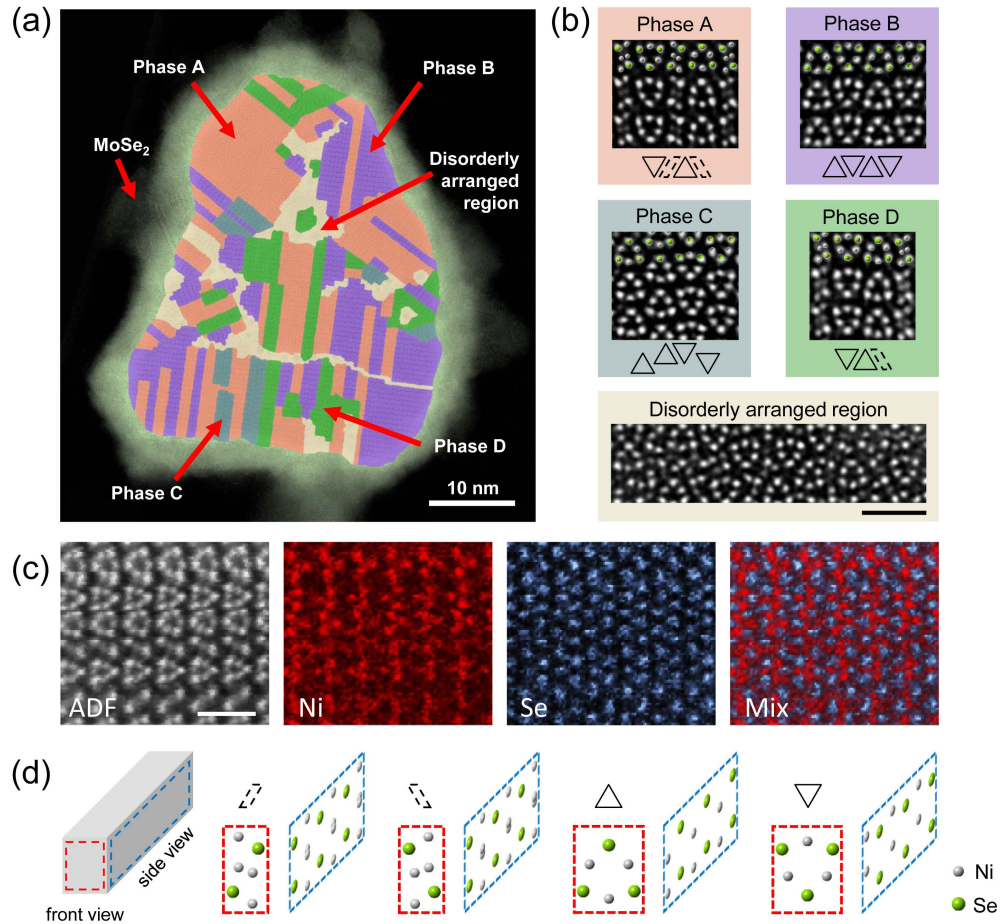 (a)
Phase A
Phase B
MoSe₂
Disorderly
arranged
region
Phase D
Phase C
10 nm
(b)
Phase A
Phase B
Phase C
Phase D
Disorderly arranged region
(c)
ADF
Ni
Se
Mix
(d)
side view
front view
Ni
Se